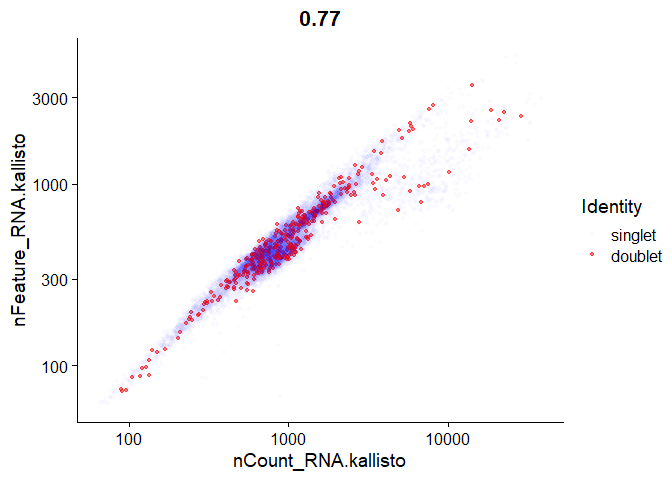 0.77
nFeature_RNA.kallisto
3000
1000
300
100
100
1000
10000
nCount_RNA.kallisto
Identity
singlet
doublet